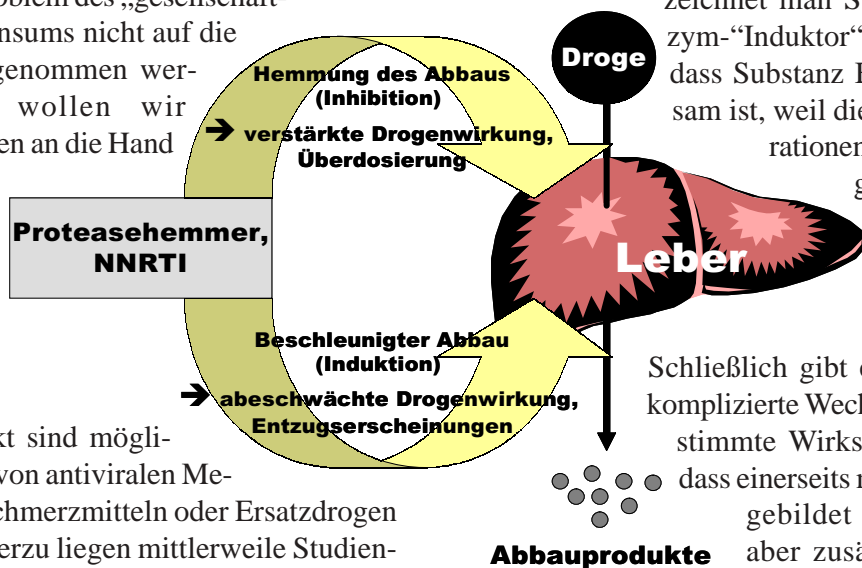 oblem des „gesellschaft-
nsums nicht auf die
genommen wer-
wollen wir
en an die Hand
Hemmung des Abbaus
(Inhibition)
➔ verstärkte Drogenwirkung,
Überdosierung
Droge
zeichnet man S
zym-“Induktor“
dass Substanz
sam ist, weil die
rationen
g
Proteasehemmer,
NNRTI
Leber
Beschleunigter Abbau
(Induktion)
➔ abeschwächte Drogenwirkung,
Entzugserscheinungen
kt sind mögli-
von antiviralen Me-
chmerzmitteln oder Ersatzdrogen
erzu liegen mittlerweile Studien-
Schließlich gibt
komplizierte Wech
stimmte Wirks
dass einerseits
gebildet
aber zusä
Abbauprodukte